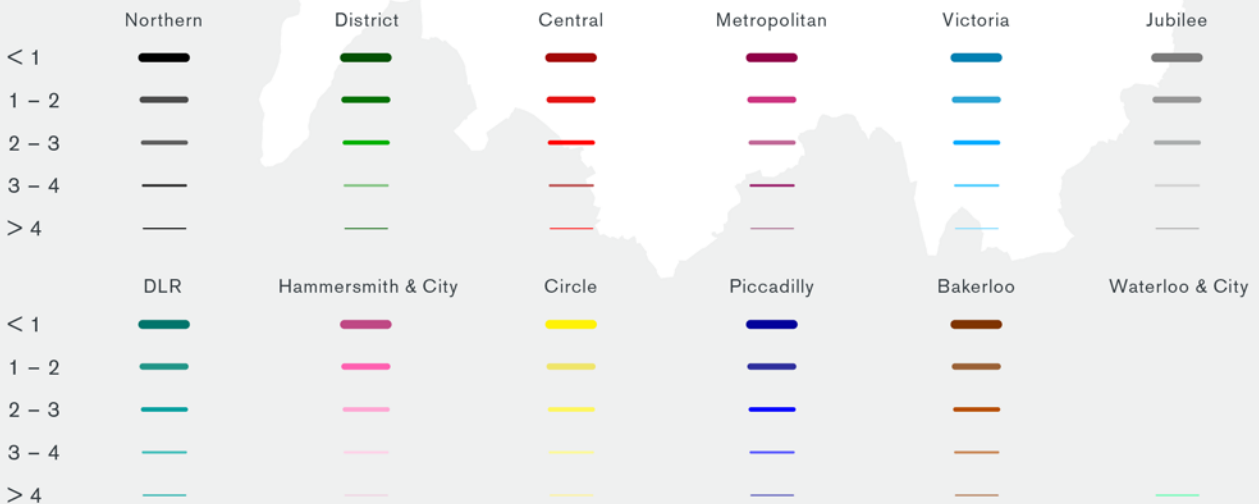 Northern District Central Metropolitan Victoria Jubilee
< 1
1 – 2
2 – 3
3 – 4
> 4
DLR Hammersmith & City Circle Piccadilly Bakerloo Waterloo & City
< 1
1 – 2
2 – 3
3 – 4
> 4